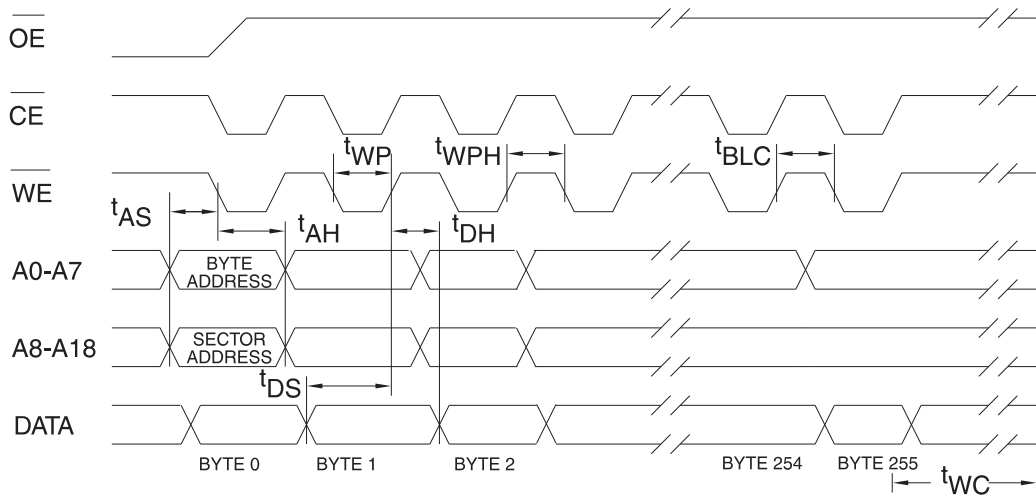 OE
CE
tWP
tWPH
tBLC
WE
tAS
tAH
tDH
A0-A7
BYTE
ADDRESS
A8-A18
SECTOR
ADDRESS
tDS
DATA
BYTE 0
BYTE 1
BYTE 2
BYTE 254
BYTE 255
tWC